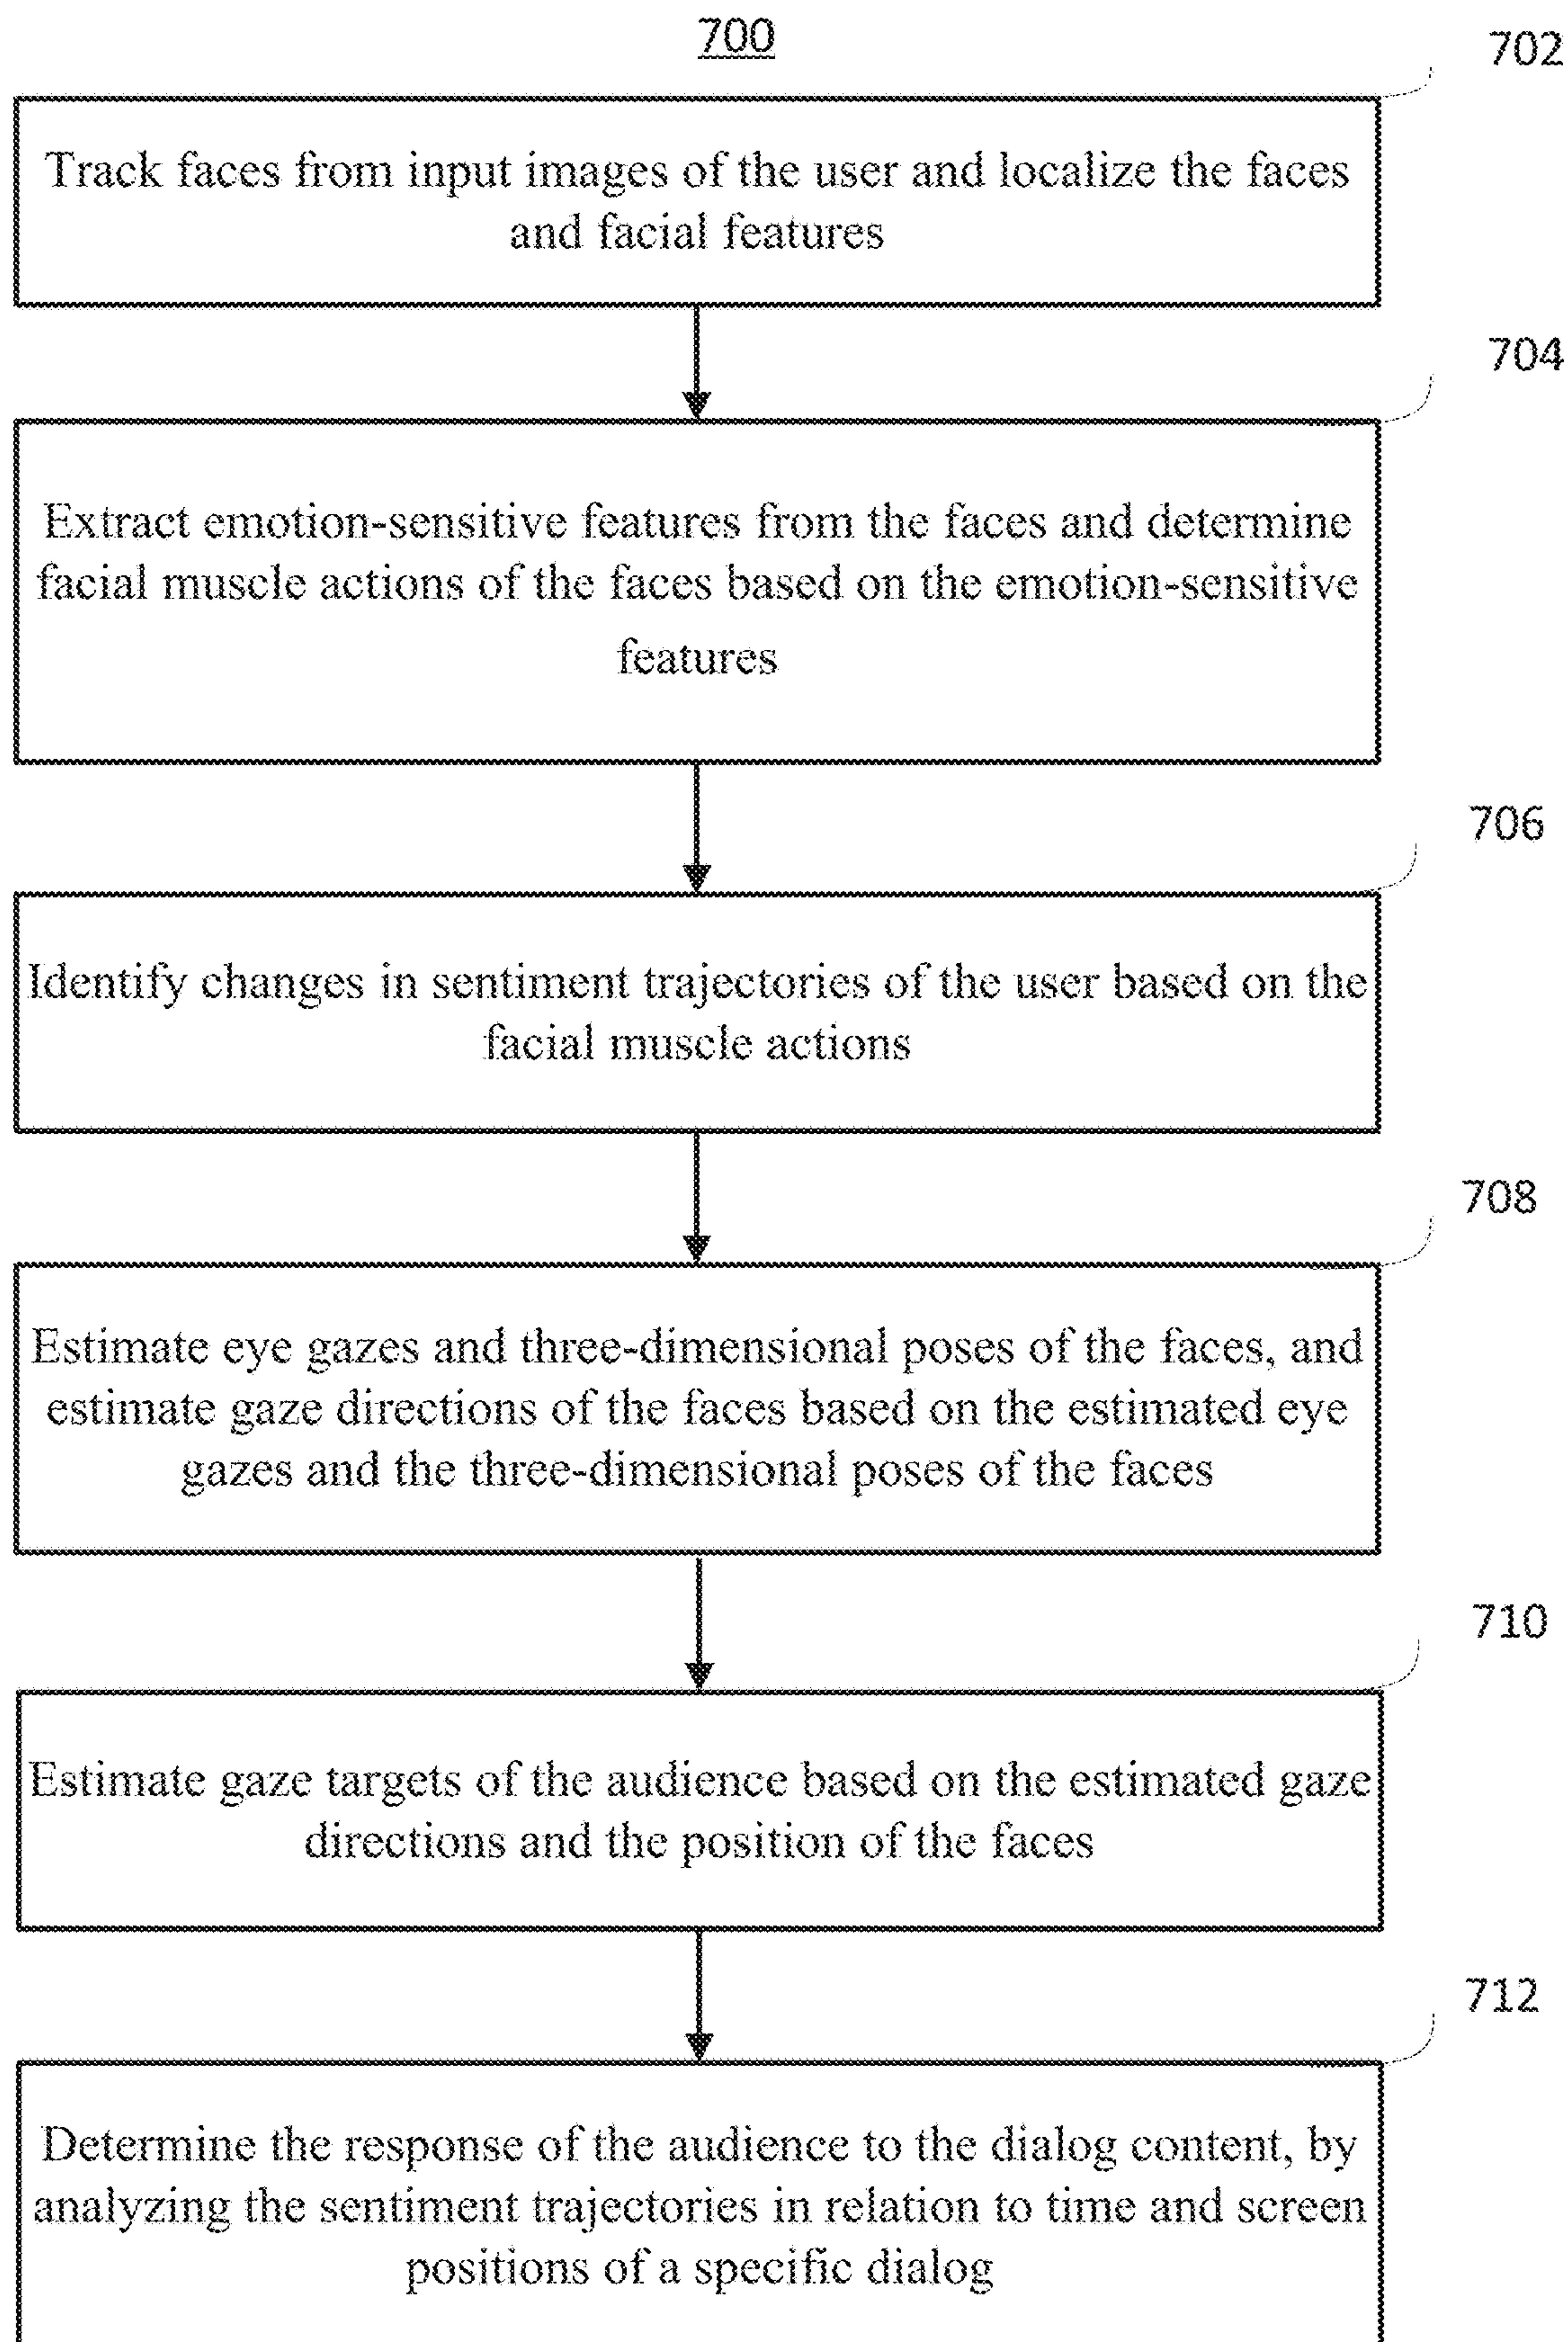 700
702
Track faces from input images of the user and localize the faces
and facial features
704
Extract emotion-sensitive features from the faces and determine
facial muscle actions of the faces based on the emotion-sensitive
features
706
Identify changes in sentiment trajectories of the user based on the
facial muscle actions
708
Estimate eye gazes and three-dimensional poses of the faces, and
estimate gaze directions of the faces based on the estimated eye
gazes and the three-dimensional poses of the faces
710
Estimate gaze targets of the audience based on the estimated gaze
directions and the position of the faces
712
Determine the response of the audience to the dialog content, by
analyzing the sentiment trajectories in relation to time and screen
positions of a specific dialog